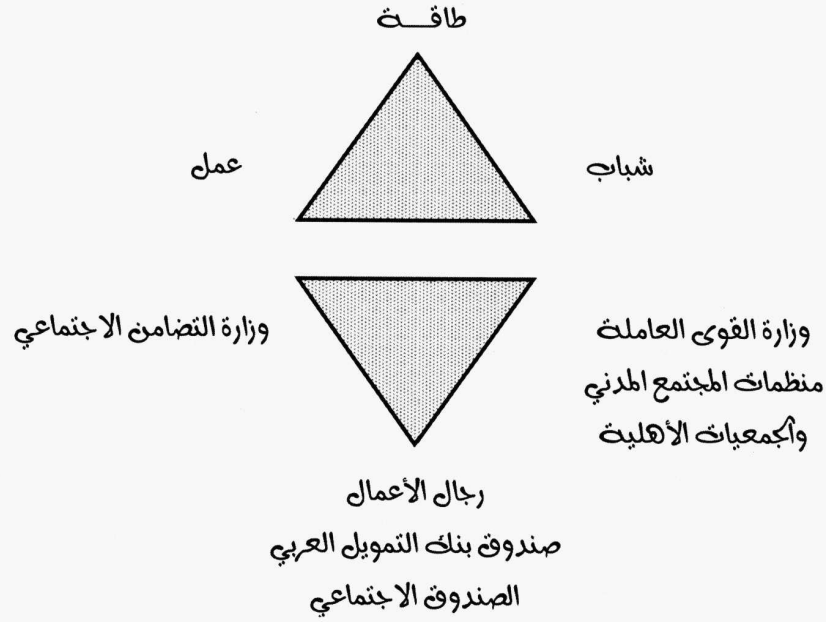 طاقـــة
شباب
عمل
وزارة القوى العاملة
منظمات المجتمع المدني
والجمعيات الأهلية
وزارة التضامن الاجتماعي
رجال الأعمال
صندوق بنك التمويل العربي
الصندوق الاجتماعي